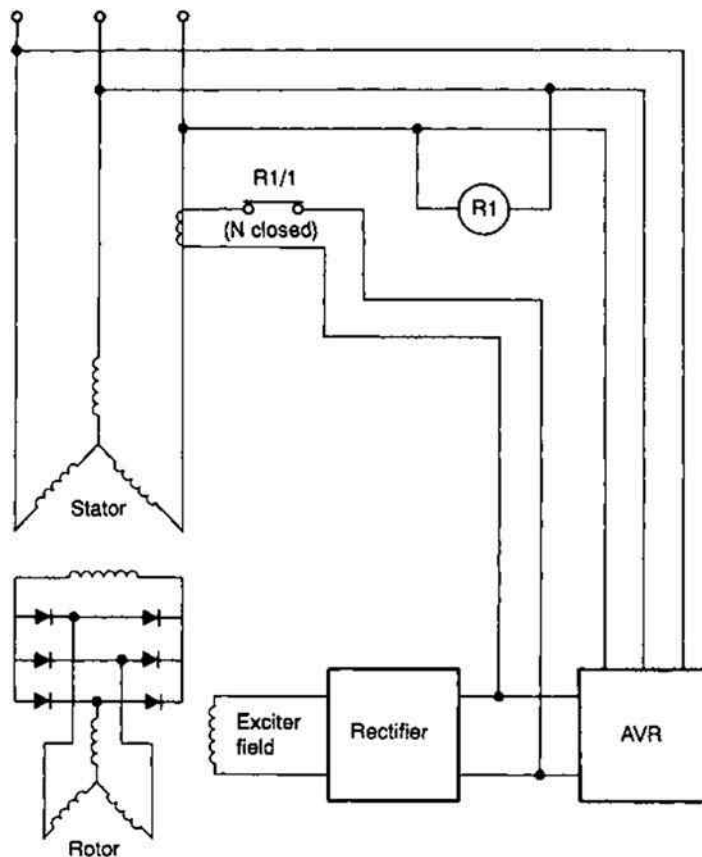 R1/1
(N closed)
R1
Stator
Exciter
field
Rectifier
AVR
Rotor